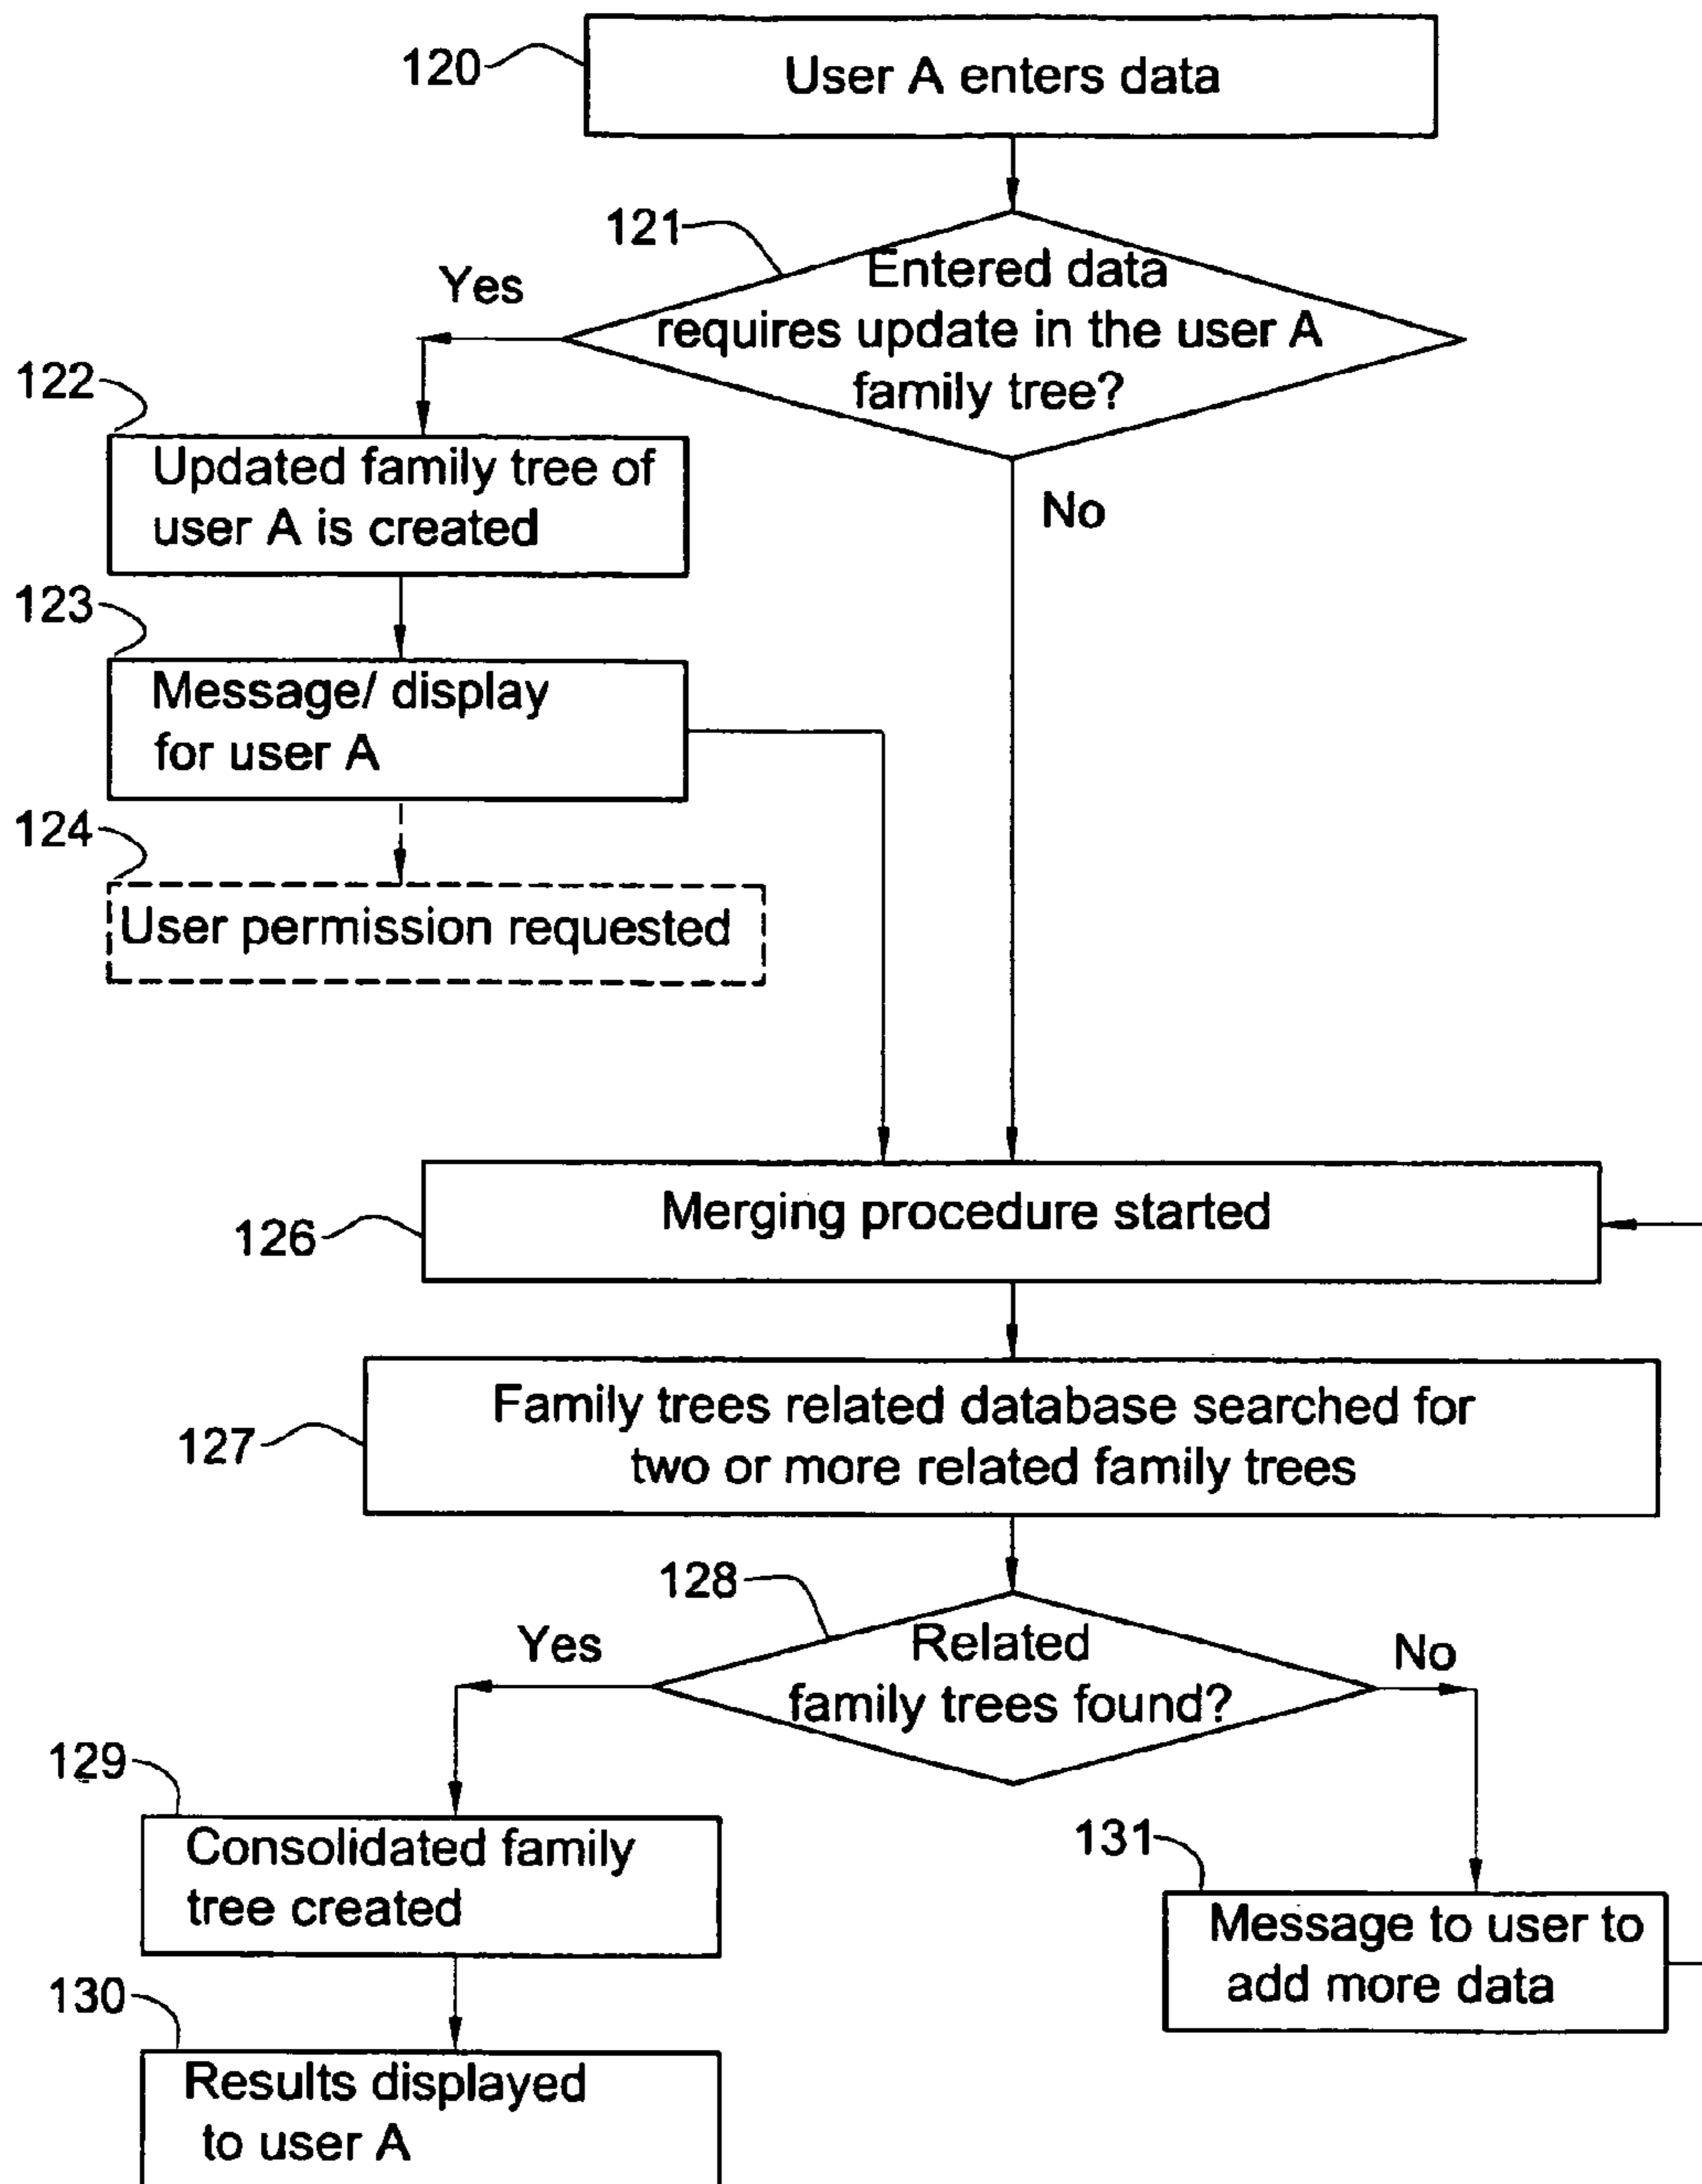 120
User A enters data
121
Entered data
requires update in the user A
family tree?
Yes
No
122
Updated family tree of
user A is created
123
Message/ display
for user A
124
User permission requested
126
Merging procedure started
127
Family trees related database searched for
two or more related family trees
128
Related
family trees found?
Yes
No
129
Consolidated family
tree created
131
Message to user to
add more data
130
Results displayed
to user A